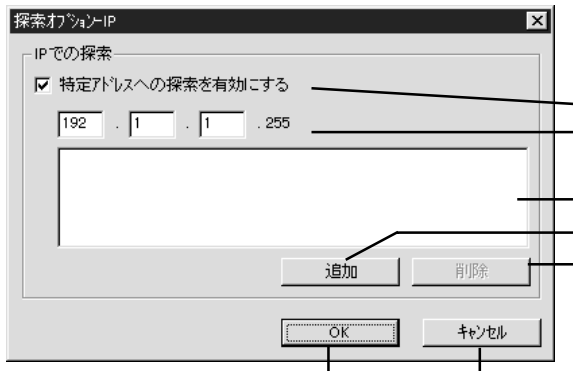 探索ｵﾌﾟｼｮﾝ-IP
IPでの探索
特定ｱﾄﾞﾚｽへの探索を有効にする
192 . 1 . 1 . 255
追加 削除
OK ｷｬﾝｾﾙ